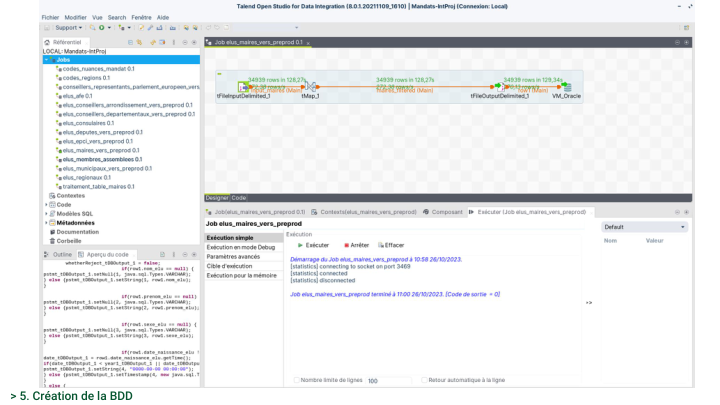 Talend Open Studio for Data Integration (8.0.1.20211109_1610) | Mandats-IntProj (Connexion: Local)
Fichier Modifier Vue Search Fenêtre Aide
Support
Référentiel
LOCAL: Mandats-IntProj
Jobs
codes_nuances_mandat 0.1
codes_regions 0.1
conseillers_representants_parlement_europeen_vers
elus_afe 0.1
elus_conseillers_arrondissement_vers_preprod 0.1
elus_conseillers_departementaux_vers_preprod 0.1
elus_consulaires 0.1
elus_deputes_vers_preprod 0.1
elus_epci_vers_preprod 0.1
elus_maires_vers_preprod 0.1
elus_membres_assemblees 0.1
elus_municipaux_vers_preprod 0.1
elus_regionaux 0.1
traitement_table_maires 0.1
Contextes
Code
Modèles SQL
Métadonnées
Documentation
Corbeille
Job elus_maires_vers_preprod 0.1
34939 rows in 128,27s
34939 rows in 128,27s
34939 rows in 129,34s
(Main)
(Main)
row1 (Main)
tFileInputDelimited_1
tMap_1
tFileOutputDelimited_1
VM_Oracle
Designer Code
Job(elus_maires_vers_preprod 0.1) Contexts(elus_maires_vers_preprod) Composant Exécuter (Job elus_maires_vers_preprod)
Job elus_maires_vers_preprod
Exécution simple
Exécution en mode Debug
Paramètres avancés
Cible d'exécution
Exécution pour la mémoire
Exécution
Exécuter Arrêter Effacer
Démarrage du Job elus_maires_vers_preprod à 10:58 26/10/2023.
[statistics] connecting to socket on port 3469
[statistics] connected
[statistics] disconnected
Job elus_maires_vers_preprod terminé à 11:00 26/10/2023. [Code de sortie = 0]
Nombre limite de lignes 100 Retour automatique à la ligne
>>
Default
Nom Valeur
Outline Aperçu du code
whetherReject_tDBOutput_1 = false;
if(row1.nom_elu == null) {
pstmt_tDBOutput_1.setNull(1, java.sql.Types.VARCHAR);
} else {pstmt_tDBOutput_1.setString(1, row1.nom_elu);
}
if(row1.prenom_elu == null)
pstmt_tDBOutput_1.setNull(2, java.sql.Types.VARCHAR);
} else {pstmt_tDBOutput_1.setString(2, row1.prenom_elu);
}
if(row1.sexe_elu == null) {
pstmt_tDBOutput_1.setNull(3, java.sql.Types.VARCHAR);
} else {pstmt_tDBOutput_1.setString(3, row1.sexe_elu);
}
if(row1.date_naissance_elu !
date_tDBOutput_1 = row1.date_naissance_elu.getTime();
if(date_tDBOutput_1 < year1_tDBOutput_1 || date_tDBOutpu
pstmt_tDBOutput_1.setString(4, "0000-00-00 00:00:00");
} else {pstmt_tDBOutput_1.setTimestamp(4, new java.sql.T
}
} else {
> 5. Création de la BDD